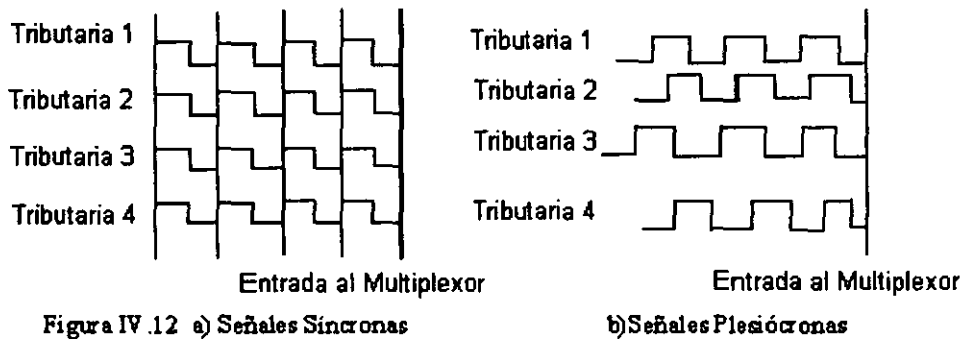 Tributaria 1
Tributaria 2
Tributaria 3
Tributaria 4
Entrada al Multiplexor
Tributaria 1
Tributaria 2
Tributaria 3
Tributaria 4
Entrada al Multiplexor
Figura IV.12 a) Señales Síncronas
b)Señales Plesiócronas